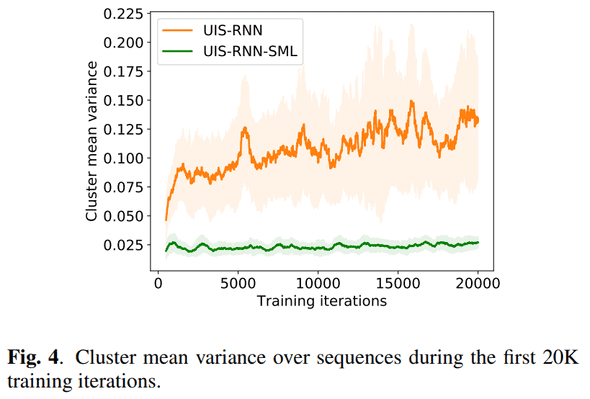 0.225
0.200
0.175
0.150
0.125
0.100
0.075
0.050
0.025
Cluster mean variance
UIS-RNN
UIS-RNN-SML
0 5000 10000 15000 20000
Training iterations
Fig. 4. Cluster mean variance over sequences during the first 20K
training iterations.